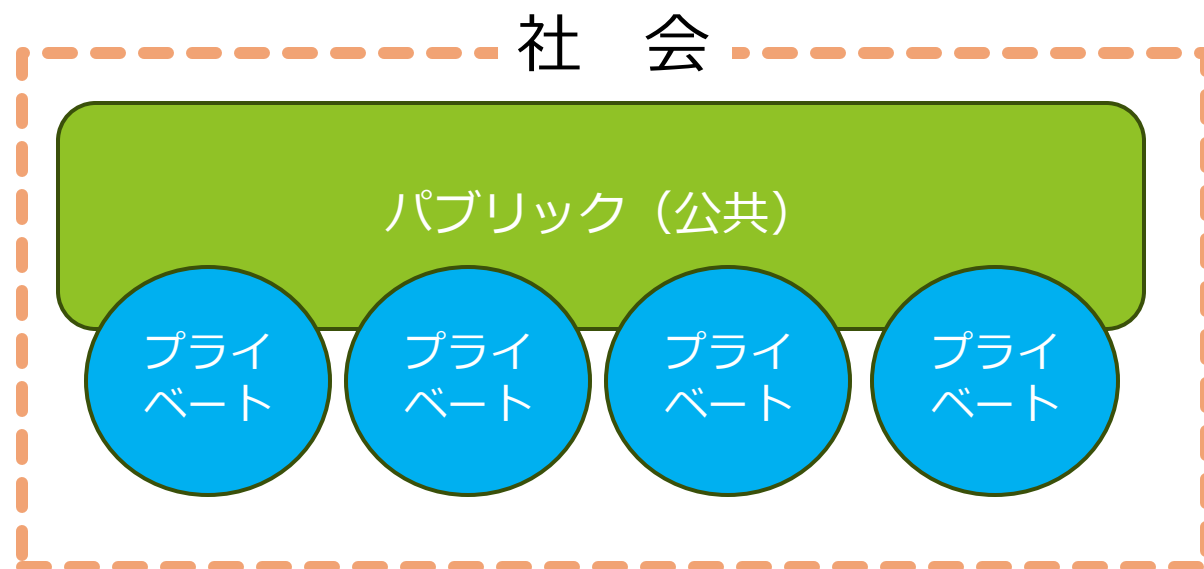 社　会
パブリック（公共）
プライ
ベート
プライ
ベート
プライ
ベート
プライ
ベート